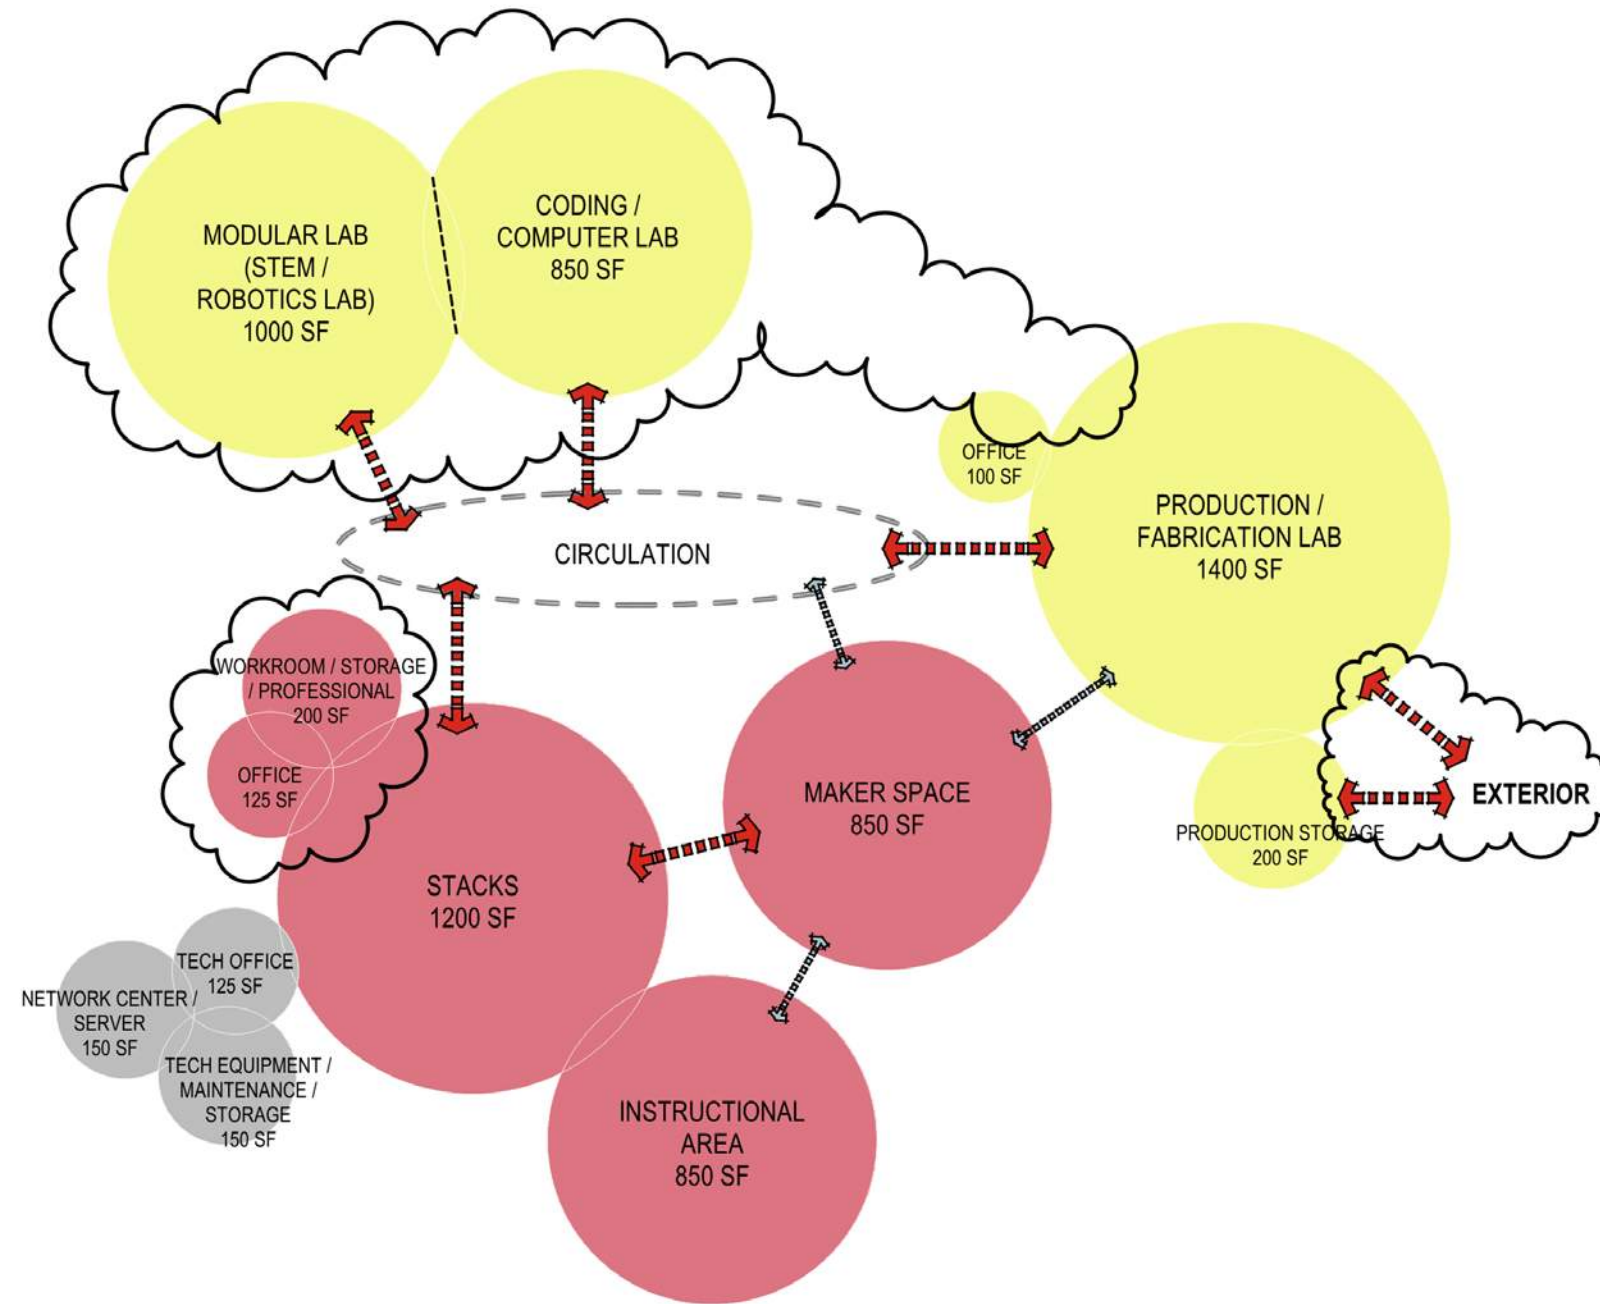 MODULAR LAB
(STEM /
ROBOTICS LAB)
1000 SF
CODING /
COMPUTER LAB
850 SF
OFFICE
100 SF
PRODUCTION /
FABRICATION LAB
1400 SF
CIRCULATION
WORKROOM / STORAGE
/ PROFESSIONAL
200 SF
OFFICE
125 SF
MAKER SPACE
850 SF
EXTERIOR
PRODUCTION STORAGE
200 SF
STACKS
1200 SF
TECH OFFICE
125 SF
NETWORK CENTER /
SERVER
150 SF
TECH EQUIPMENT /
MAINTENANCE /
STORAGE
150 SF
INSTRUCTIONAL
AREA
850 SF